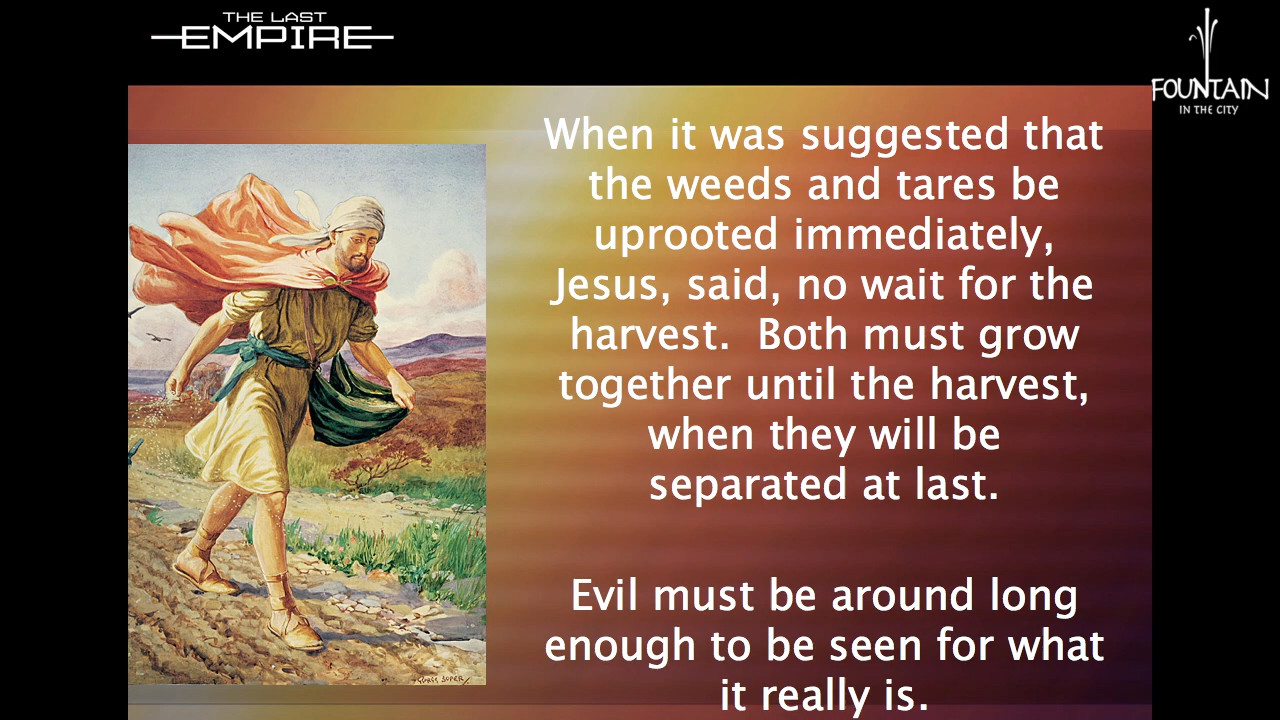 THE LAST
EMPIRE
FOUNTAIN
IN THE CITY
When it was suggested that
the weeds and tares be
uprooted immediately,
Jesus, said, no wait for the
harvest.  Both must grow
together until the harvest,
when they will be
separated at last.
Evil must be around long
enough to be seen for what
it really is.